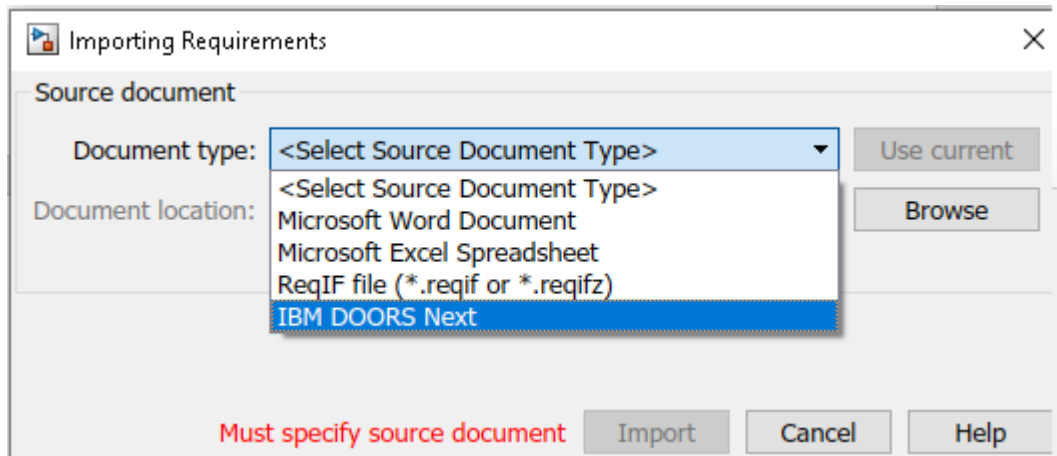 Importing Requirements
Source document
Document type: <Select Source Document Type> Use current
<Select Source Document Type>
Document location: Microsoft Word Document Browse
Microsoft Excel Spreadsheet
ReqIF file (*.reqif or *.reqifz)
IBM DOORS Next
Must specify source document Import Cancel Help